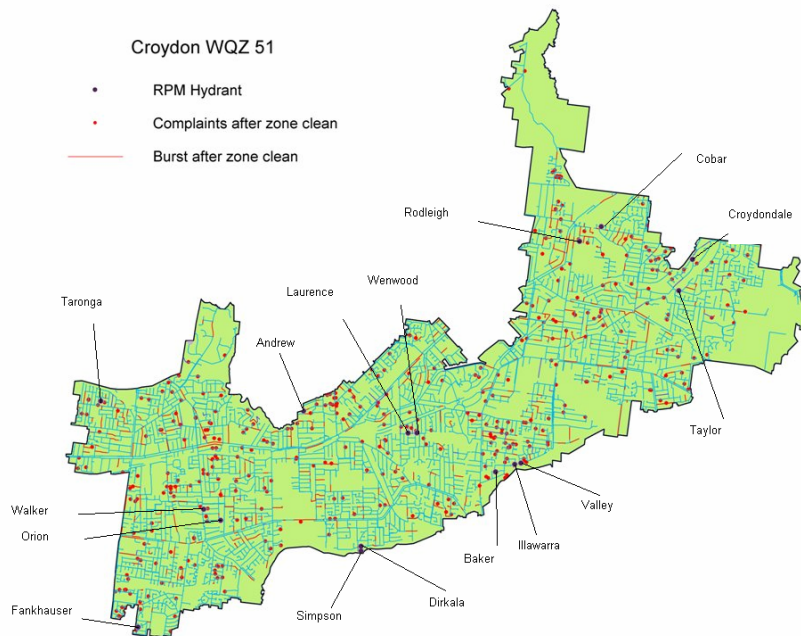 Croydon WQZ 51
RPM Hydrant
Complaints after zone clean
Burst after zone clean
Cobar
Rodleigh
Croydondale
Wenwood
Laurence
Taronga
Andrew
Taylor
Valley
Walker
Illawarra
Orion
Baker
Dirkala
Fankhauser
Simpson